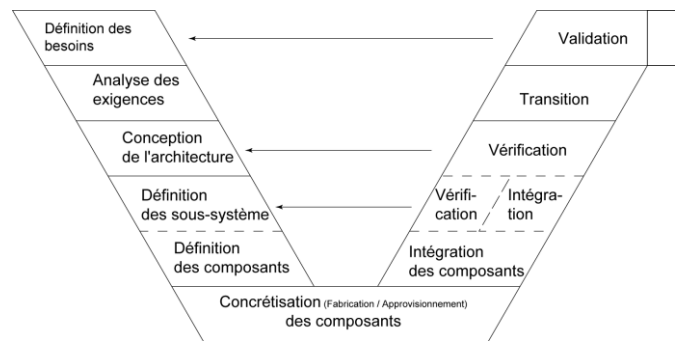 Définition des
besoins
Analyse des
exigences
Conception
de l'architecture
Définition
des sous-système
Définition
des composants
Concrétisation (Fabrication / Approvisionnement)
des composants
Validation
Transition
Vérification
Vérifi-
cation
Intégra-
tion
Intégration
des composants